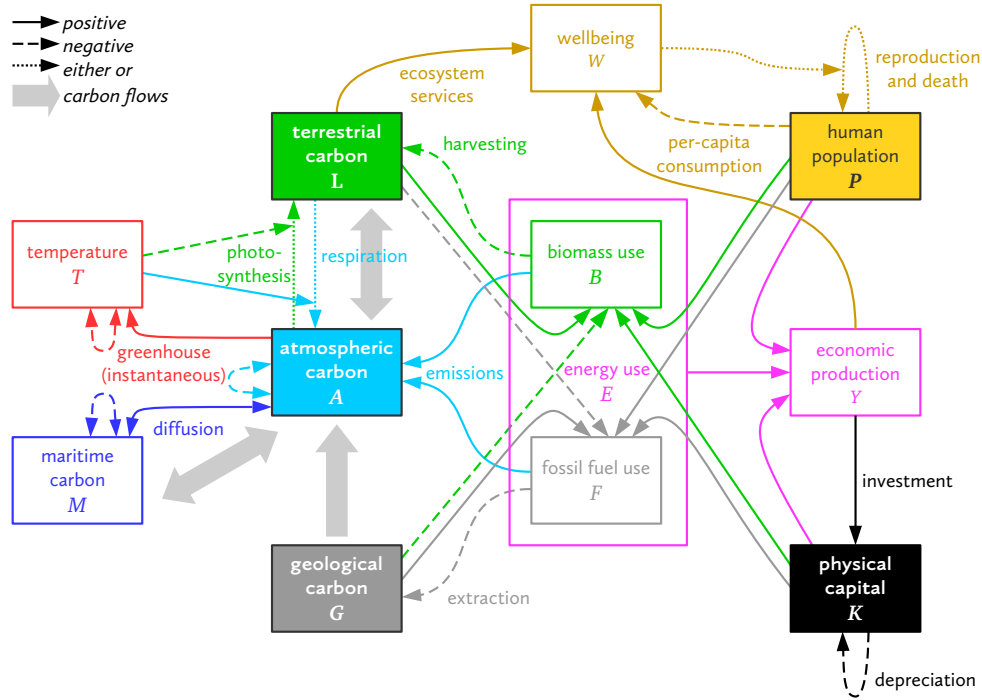 positive
negative
either or
carbon flows
wellbeing
W
reproduction
and death
ecosystem
services
terrestrial
carbon
L
harvesting
per-capita
consumption
human
population
P
temperature
T
photo-
synthesis
respiration
biomass use
B
greenhouse
(instantaneous)
atmospheric
carbon
A
emissions
energy use
E
economic
production
Y
diffusion
maritime
carbon
M
fossil fuel use
F
investment
geological
carbon
G
extraction
physical
capital
K
depreciation